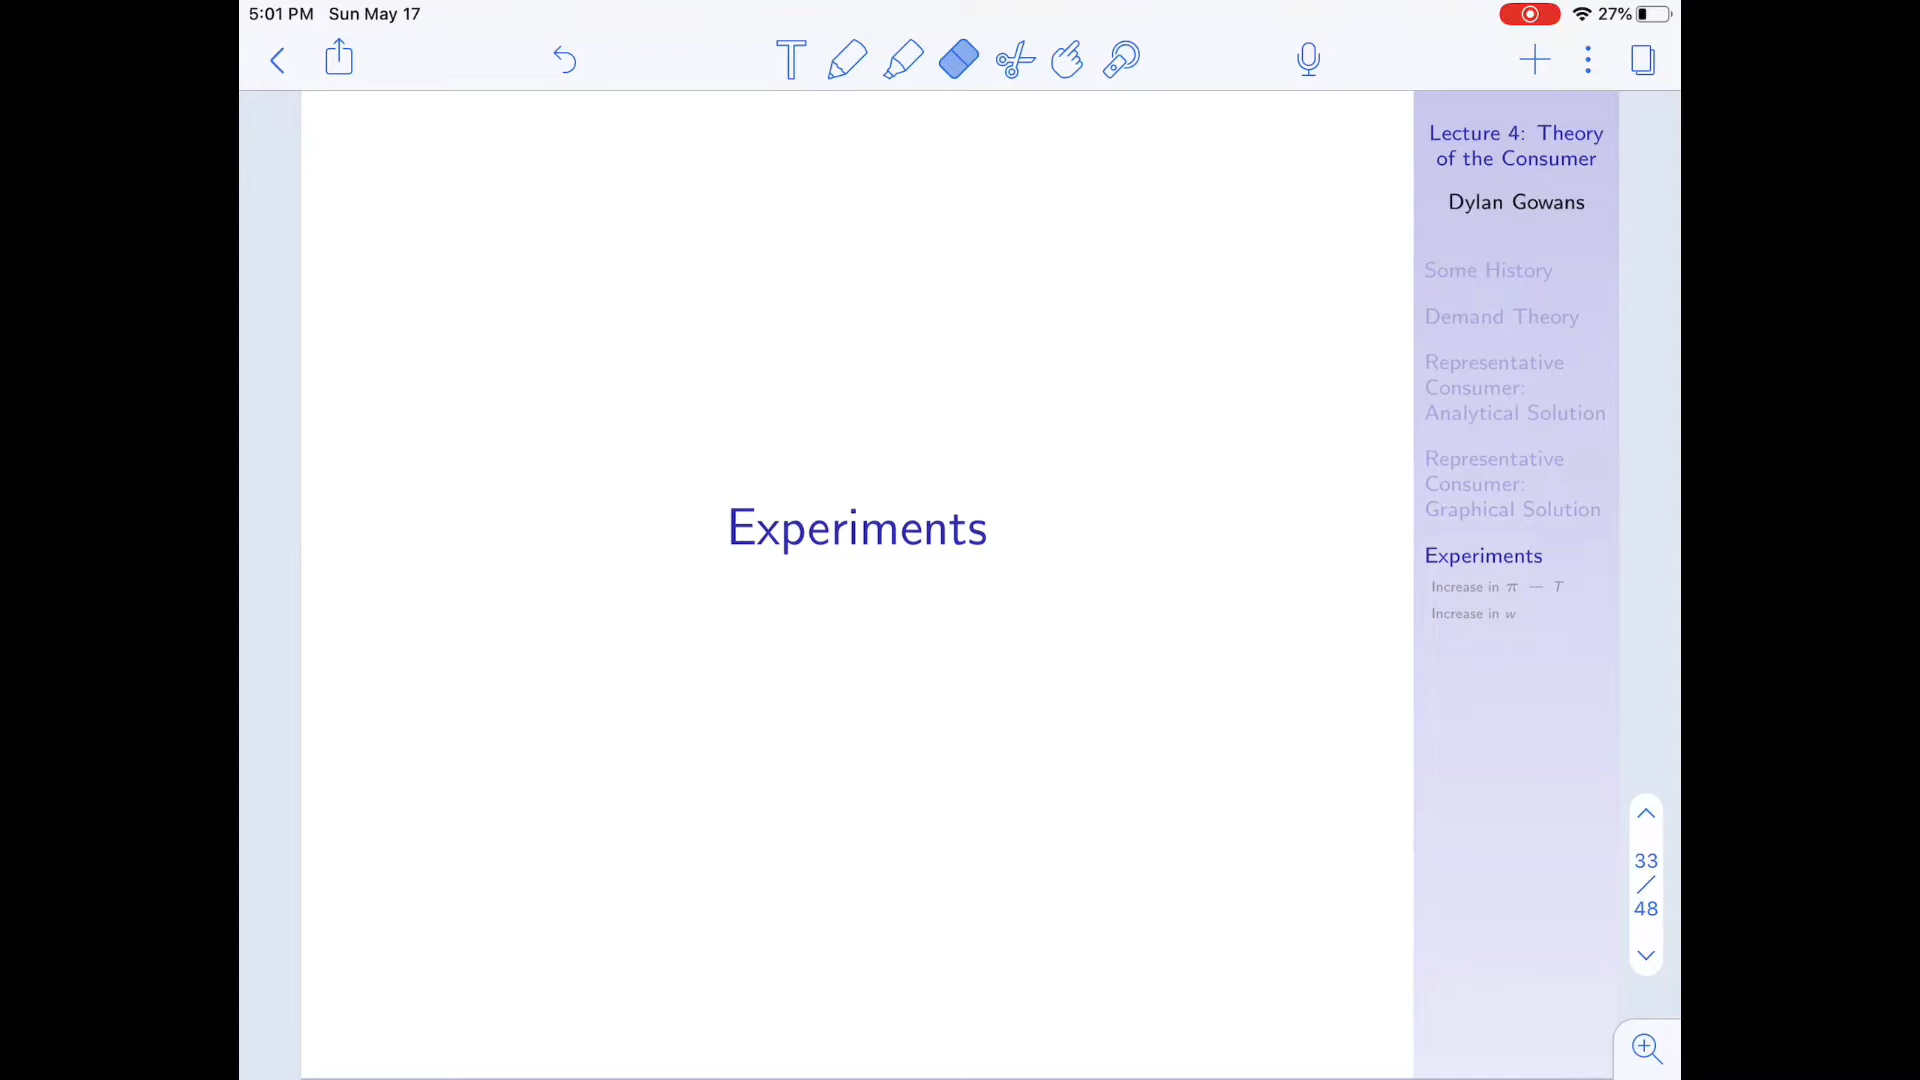 5:01 PM Sun May 17
27%
Experiments
Lecture 4: Theory
of the Consumer
Dylan Gowans
Some History
Demand Theory
Representative
Consumer:
Analytical Solution
Representative
Consumer:
Graphical Solution
Experiments
Increase in π − T
Increase in w
33
/
48